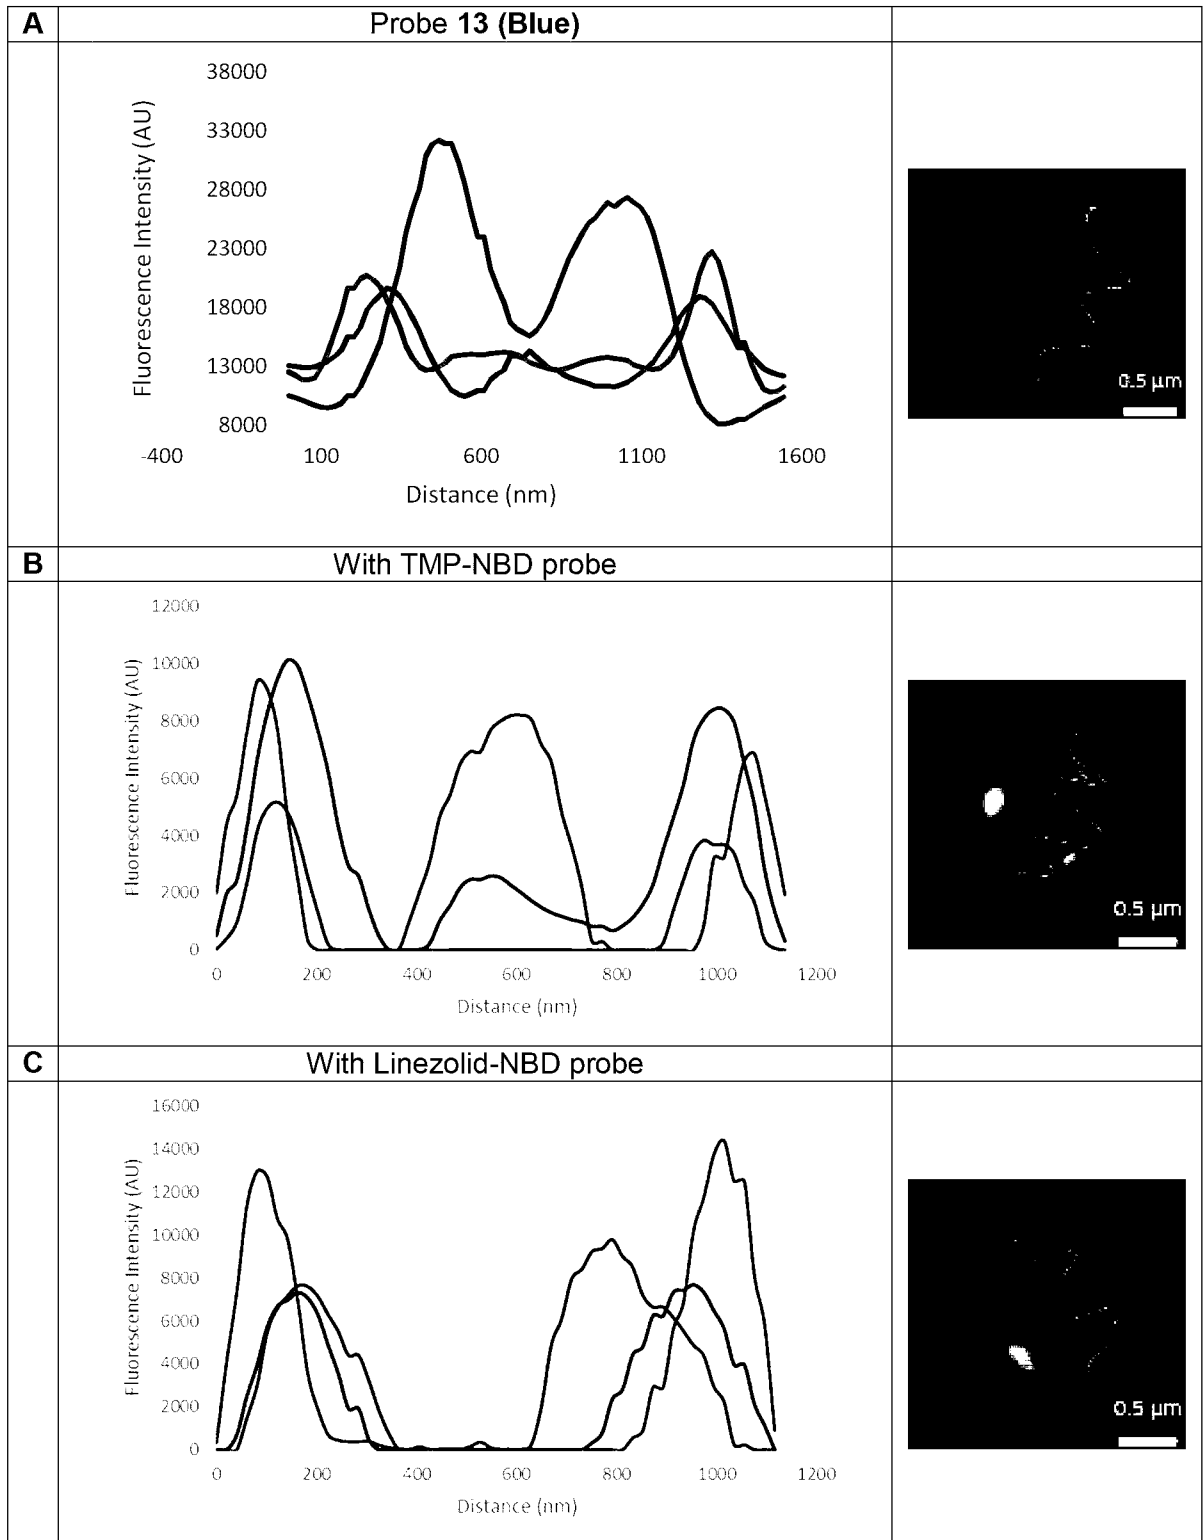 A
Probe 13 (Blue)
38000
33000
28000
23000
18000
13000
8000
Fluorescence Intensity (AU)
-400 100 600 1100 1600
Distance (nm)
0.5 µm
B
With TMP-NBD probe
12000
10000
8000
6000
4000
2000
0
Fluorescence Intensity (AU)
0 200 400 600 800 1000 1200
Distance (nm)
0.5 µm
C
With Linezolid-NBD probe
16000
14000
12000
10000
8000
6000
4000
2000
0
Fluorescence Intensity (AU)
0 200 400 600 800 1000 1200
Distance (nm)
0.5 µm